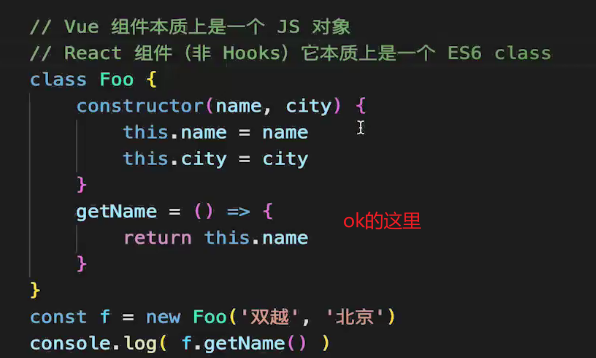 // Vue 组件本质上是一个 JS 对象
// React 组件（非 Hooks）它本质上是一个 ES6 class
class Foo {
    constructor(name, city) {
        this.name = name
        this.city = city
    }
    getName = () => {
        return this.name
    }
ok的这里
}
const f = new Foo('双越', '北京')
console.log( f.getName() )